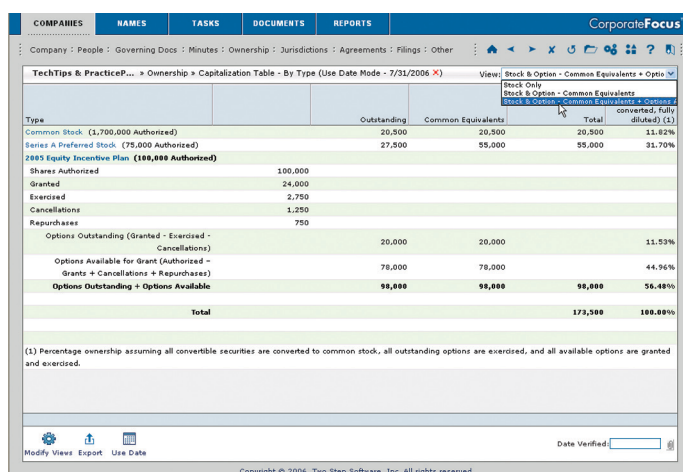 COMPANIES NAMES TASKS DOCUMENTS REPORTS CorporateFocus
Company : People : Governing Docs : Minutes : Ownership : Jurisdictions : Agreements : Filings : Other
TechTips & PracticeP... » Ownership » Capitalization Table - By Type (Use Date Mode - 7/31/2006 X) View: Stock & Option - Common Equivalents + Optio
Stock Only
Stock & Option - Common Equivalents
Stock & Option - Common Equivalents + Options A
converted, fully
Type Outstanding Common Equivalents Total diluted) (1)
Common Stock (1,700,000 Authorized) 20,500 20,500 20,500 11.82%
Series A Preferred Stock (75,000 Authorized) 27,500 55,000 55,000 31.70%
2005 Equity Incentive Plan (100,000 Authorized)
Shares Authorized 100,000
Granted 24,000
Exercised 2,750
Cancellations 1,250
Repurchases 750
Options Outstanding (Granted - Exercised -
Cancellations) 20,000 20,000 11.53%
Options Available for Grant (Authorized -
Grants + Cancellations + Repurchases) 78,000 78,000 44.96%
Options Outstanding + Options Available 98,000 98,000 98,000 56.48%
Total 173,500 100.00%
(1) Percentage ownership assuming all convertible securities are converted to common stock, all outstanding options are exercised, and all available options are granted
and exercised.
Modify Views Export Use Date Date Verified:
Copyright © 2006, Two Step Software, Inc. All rights reserved